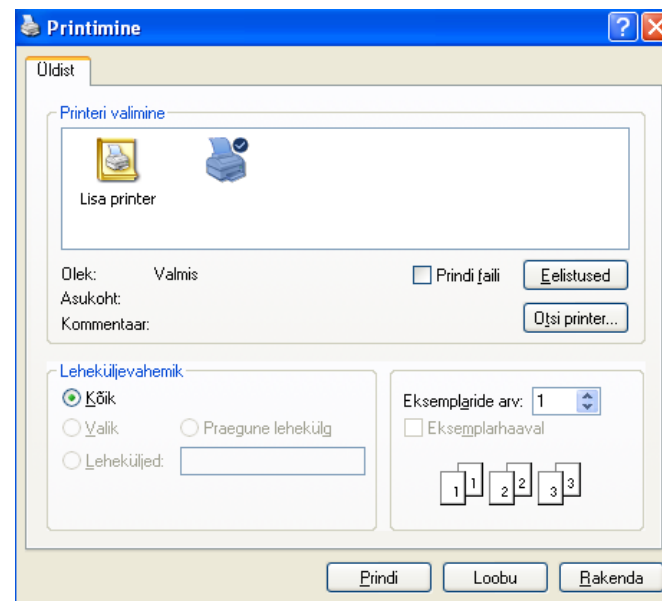 Printimine
Üldist
Printeri valimine
Lisa printer
Olek: Valmis
Prindi faili
Eelistused
Asukoht:
Kommentaar:
Otsi printer...
Leheküljevahemik
Kõik
Valik
Praegune lehekülg
Leheküljed:
Eksemplaride arv: 1
Eksemplarhaaval
1 1 2 2 3 3
Prindi
Loobu
Rakenda